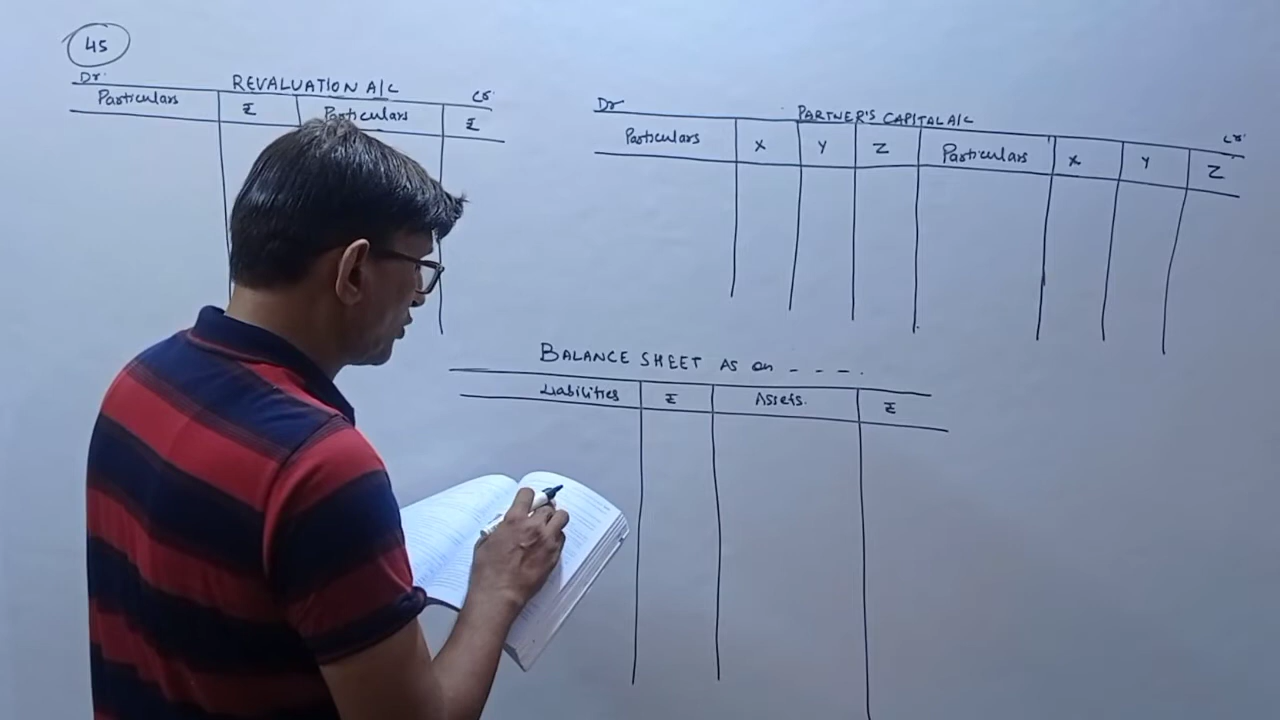 45
Dr. REVALUATION A/C Cr.
Particulars ₹ Particulars ₹
Dr PARTNER'S CAPITAL A/C Cr.
Particulars X Y Z Particulars X Y Z
BALANCE SHEET AS on - - - .
Liabilities ₹ Assets. ₹